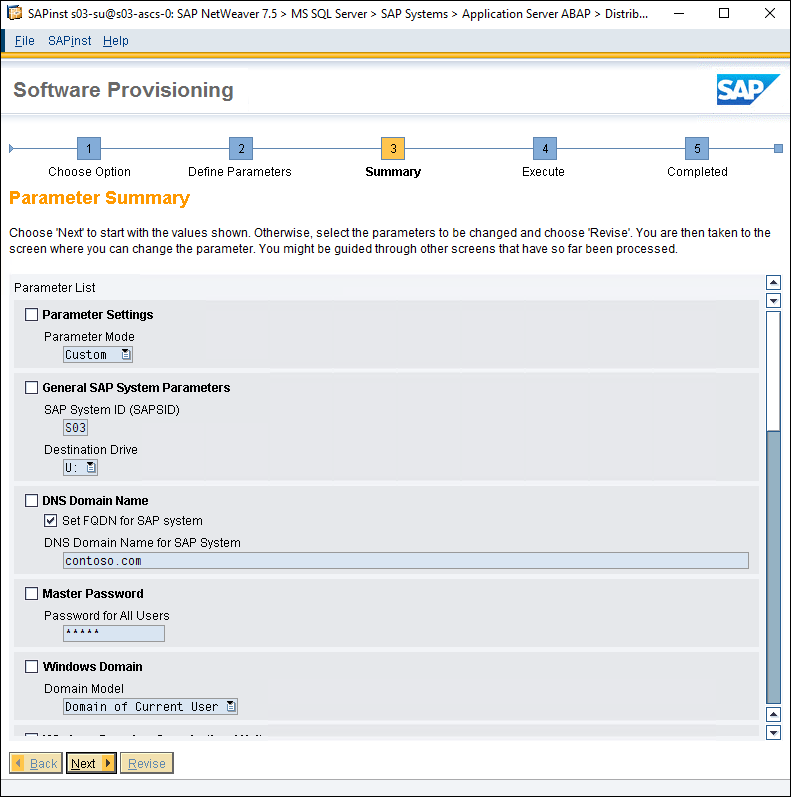 SAPinst s03-su@s03-ascs-0: SAP NetWeaver 7.5 > MS SQL Server > SAP Systems > Application Server ABAP > Distrib...
File SAPinst Help
Software Provisioning
SAP
1 2 3 4 5
Choose Option Define Parameters Summary Execute Completed
Parameter Summary
Choose 'Next' to start with the values shown. Otherwise, select the parameters to be changed and choose 'Revise'. You are then taken to the
screen where you can change the parameter. You might be guided through other screens that have so far been processed.
Parameter List
Parameter Settings
Parameter Mode
Custom
General SAP System Parameters
SAP System ID (SAPSID)
S03
Destination Drive
U:
DNS Domain Name
Set FQDN for SAP system
DNS Domain Name for SAP System
contoso.com
Master Password
Password for All Users
*****
Windows Domain
Domain Model
Domain of Current User
Back Next Revise